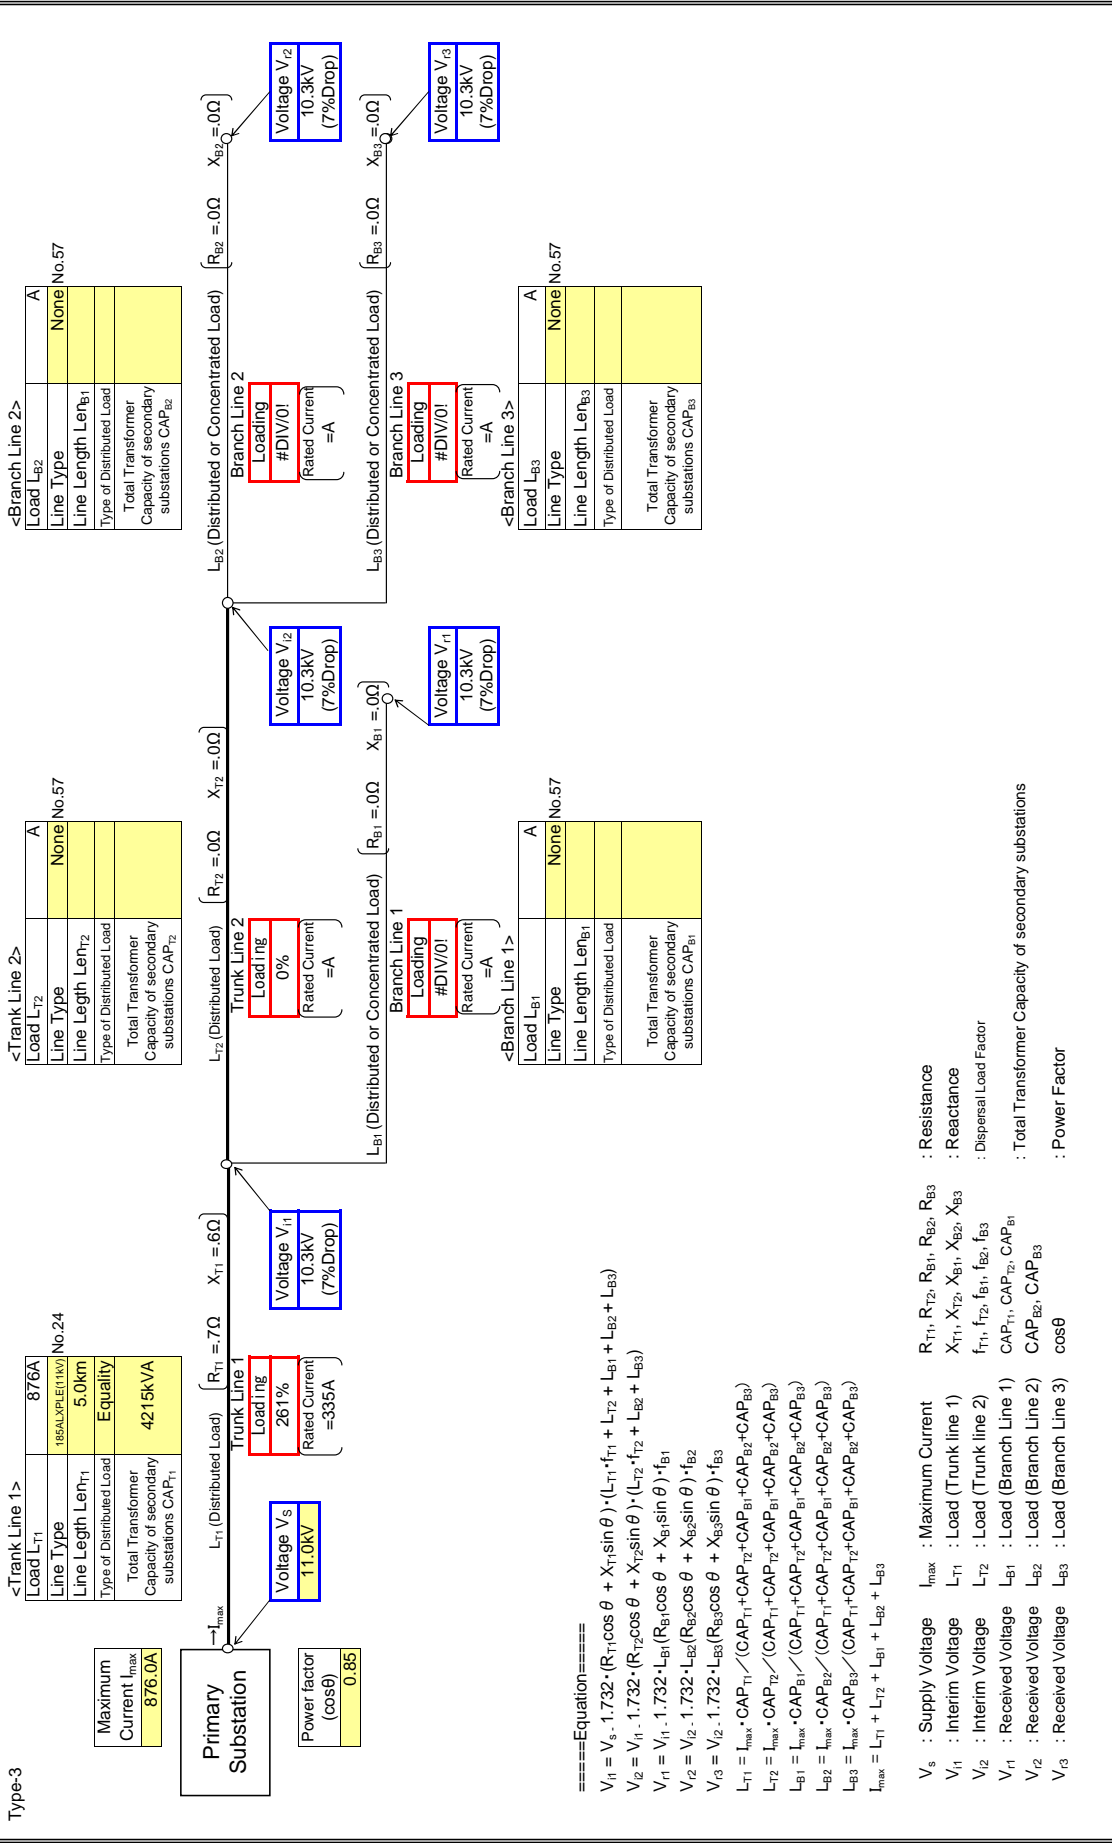 Type-3
Maximum
Current Imax
876.0A
Primary
Substation
Power factor
(cosθ)
0.85
→Imax
Voltage VS
11.0kV
<Trank Line 1>
Load LT1 876A
Line Type 185ALXPLE(11kV) No.24
Line Legth LenT1 5.0km
Type of Distributed Load Equality
Total Transformer
Capacity of secondary
substations CAPT1
4215kVA
LT1 (Distributed Load)
RT1 =.7Ω XT1 =.6Ω
Trunk Line 1
Loading
261%
Rated Current
=335A
Voltage Vi1
10.3kV
(7%Drop)
<Trank Line 2>
Load LT2 A
Line Type None No.57
Line Length LenT2
Type of Distributed Load
Total Transformer
Capacity of secondary
substations CAPT2
LT2 (Distributed Load)
RT2 =.0Ω XT2 =.0Ω
Trunk Line 2
Loading
0%
Rated Current
=A
Voltage Vi2
10.3kV
(7%Drop)
LB1 (Distributed or Concentrated Load)
RB1 =.0Ω XB1 =.0Ω
Branch Line 1
Loading
#DIV/0!
Rated Current
=A
Voltage Vr1
10.3kV
(7%Drop)
<Branch Line 1>
Load LB1 A
Line Type None No.57
Line Length LenB1
Type of Distributed Load
Total Transformer
Capacity of secondary
substations CAPB1
<Branch Line 2>
Load LB2 A
Line Type None No.57
Line Length LenB1
Type of Distributed Load
Total Transformer
Capacity of secondary
substations CAPB2
LB2 (Distributed or Concentrated Load)
RB2 =.0Ω XB2 =.0Ω
Branch Line 2
Loading
#DIV/0!
Rated Current
=A
Voltage Vr2
10.3kV
(7%Drop)
LB3 (Distributed or Concentrated Load)
RB3 =.0Ω XB3 =.0Ω
Branch Line 3
Loading
#DIV/0!
Rated Current
=A
Voltage Vr3
10.3kV
(7%Drop)
<Branch Line 3>
Load LB3 A
Line Type None No.57
Line Length LenB3
Type of Distributed Load
Total Transformer
Capacity of secondary
substations CAPB3
=====Equation=====
Vi1 = Vs - 1.732・(RT1cos θ + XT1sin θ)・(LT1・fT1 + LT2 + LB1 + LB2 + LB3)
Vi2 = Vi1 - 1.732・(RT2cos θ + XT2sin θ)・(LT2・fT2 + LB2 + LB3)
Vr1 = Vi1 - 1.732・LB1(RB1cos θ + XB1sin θ)・fB1
Vr2 = Vi2 - 1.732・LB2(RB2cos θ + XB2sin θ)・fB2
Vr3 = Vi2 - 1.732・LB3(RB3cos θ + XB3sin θ)・fB3
LT1 = Imax・CAPT1／(CAPT1+CAPT2+CAPB1+CAPB2+CAPB3)
LT2 = Imax・CAPT2／(CAPT1+CAPT2+CAPB1+CAPB2+CAPB3)
LB1 = Imax・CAPB1／(CAPT1+CAPT2+CAPB1+CAPB2+CAPB3)
LB2 = Imax・CAPB2／(CAPT1+CAPT2+CAPB1+CAPB2+CAPB3)
LB3 = Imax・CAPB3／(CAPT1+CAPT2+CAPB1+CAPB2+CAPB3)
Imax = LT1 + LT2 + LB1 + LB2 + LB3
Vs : Supply Voltage Imax : Maximum Current RT1, RT2, RB1, RB2, RB3 : Resistance
Vi1 : Interim Voltage LT1 : Load (Trunk line 1) XT1, XT2, XB1, XB2, XB3 : Reactance
Vi2 : Interim Voltage LT2 : Load (Trunk line 2) fT1, fT2, fB1, fB2, fB3 : Dispersal Load Factor
Vr1 : Received Voltage LB1 : Load (Branch Line 1) CAPT1, CAPT2, CAPB1 : Total Transformer Capacity of secondary substations
Vr2 : Received Voltage LB2 : Load (Branch Line 2) CAPB2, CAPB3
Vr3 : Received Voltage LB3 : Load (Branch Line 3) cosθ : Power Factor